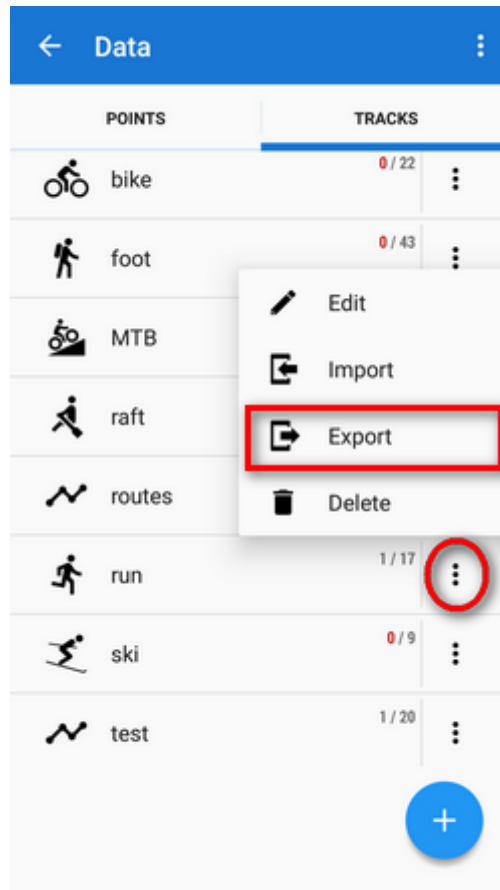 Data
POINTS
TRACKS
bike
0 / 22
foot
0 / 43
Edit
MTB
Import
raft
Export
routes
Delete
run
1 / 17
ski
0 / 9
test
1 / 20